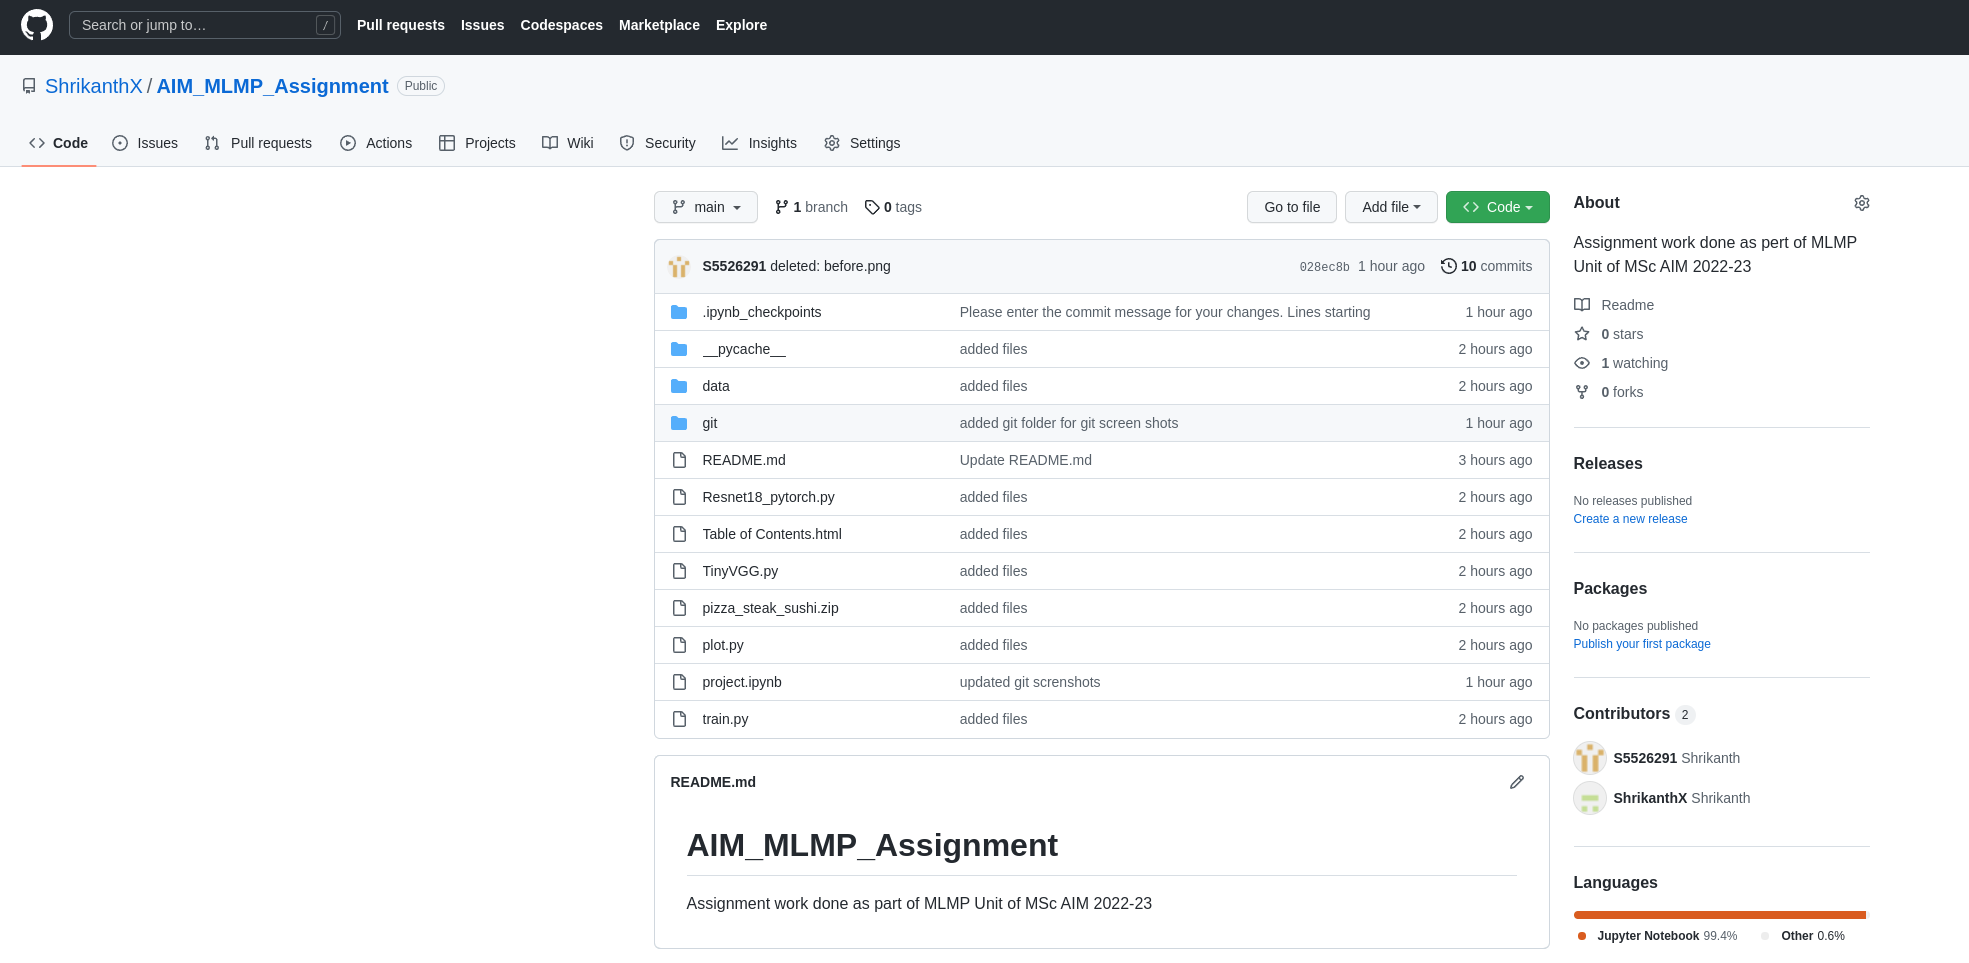 Search or jump to… /
Pull requests Issues Codespaces Marketplace Explore
ShrikanthX / AIM_MLMP_Assignment Public
Code Issues Pull requests Actions Projects Wiki Security Insights Settings
main 1 branch 0 tags Go to file Add file Code
S5526291 deleted: before.png 028ec8b 1 hour ago 10 commits
.ipynb_checkpoints Please enter the commit message for your changes. Lines starting 1 hour ago
__pycache__ added files 2 hours ago
data added files 2 hours ago
git added git folder for git screen shots 1 hour ago
README.md Update README.md 3 hours ago
Resnet18_pytorch.py added files 2 hours ago
Table of Contents.html added files 2 hours ago
TinyVGG.py added files 2 hours ago
pizza_steak_sushi.zip added files 2 hours ago
plot.py added files 2 hours ago
project.ipynb updated git screnshots 1 hour ago
train.py added files 2 hours ago
README.md
AIM_MLMP_Assignment
Assignment work done as part of MLMP Unit of MSc AIM 2022-23
About
Assignment work done as pert of MLMP
Unit of MSc AIM 2022-23
Readme
0 stars
1 watching
0 forks
Releases
No releases published
Create a new release
Packages
No packages published
Publish your first package
Contributors 2
S5526291 Shrikanth
ShrikanthX Shrikanth
Languages
Jupyter Notebook 99.4% Other 0.6%